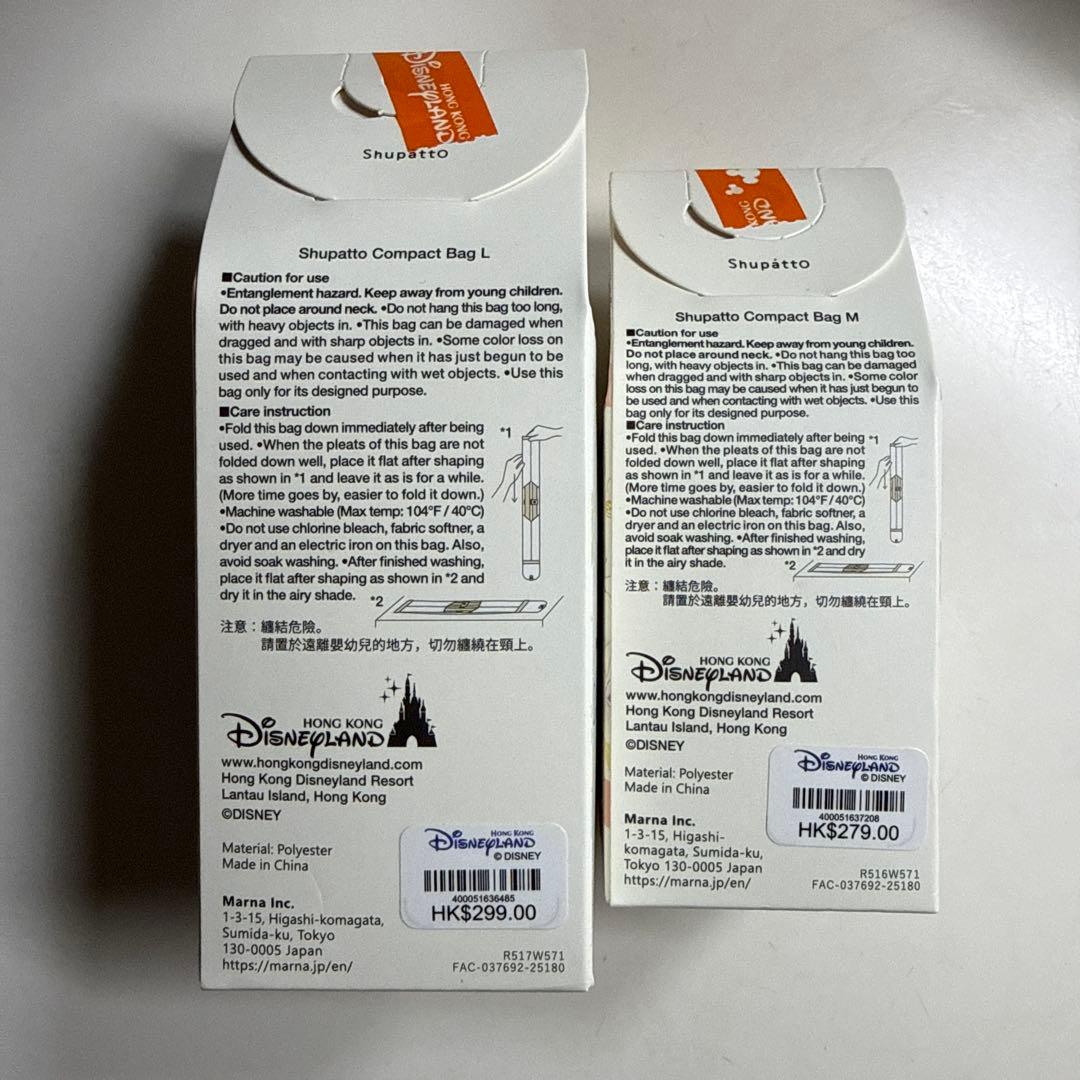 HONG KONG
DISNEYLAND
Shupatto
Shupatto Compact Bag L
■Caution for use
•Entanglement hazard. Keep away from young children.
Do not place around neck. •Do not hang this bag too long,
with heavy objects in. •This bag can be damaged when
dragged and with sharp objects in. •Some color loss on
this bag may be caused when it has just begun to be
used and when contacting with wet objects. •Use this
bag only for its designed purpose.
■Care instruction
•Fold this bag down immediately after being
used. •When the pleats of this bag are not
folded down well, place it flat after shaping
as shown in *1 and leave it as is for a while.
(More time goes by, easier to fold it down.)
•Machine washable (Max temp: 104°F / 40°C)
•Do not use chlorine bleach, fabric softner, a
dryer and an electric iron on this bag. Also,
avoid soak washing. •After finished washing,
place it flat after shaping as shown in *2 and
dry it in the airy shade.
*1
*2
注意：纏結危險。
請置於遠離嬰幼兒的地方，切勿纏繞在頸上。
HONG KONG
DISNEYLAND
www.hongkongdisneyland.com
Hong Kong Disneyland Resort
Lantau Island, Hong Kong
©DISNEY
Material: Polyester
Made in China
Marna Inc.
1-3-15, Higashi-komagata,
Sumida-ku, Tokyo
130-0005 Japan
https://marna.jp/en/
HONG KONG
DISNEYLAND
© DISNEY
400051636485
HK$299.00
R517W571
FAC-037692-25180
KONG
ND
Shupatto
Shupatto Compact Bag M
■Caution for use
•Entanglement hazard. Keep away from young children.
Do not place around neck. •Do not hang this bag too
long, with heavy objects in. •This bag can be damaged
when dragged and with sharp objects in. •Some color
loss on this bag may be caused when it has just begun to
be used and when contacting with wet objects. •Use this
bag only for its designed purpose.
■Care instruction
•Fold this bag down immediately after being
used. •When the pleats of this bag are not
folded down well, place it flat after shaping
as shown in *1 and leave it as is for a while.
(More time goes by, easier to fold it down.)
•Machine washable (Max temp: 104°F / 40°C)
•Do not use chlorine bleach, fabric softner, a
dryer and an electric iron on this bag. Also,
avoid soak washing. •After finished washing,
place it flat after shaping as shown in *2 and dry
it in the airy shade.
*1
*2
注意：纏結危險。
請置於遠離嬰幼兒的地方，切勿纏繞在頸上。
HONG KONG
DISNEYLAND
www.hongkongdisneyland.com
Hong Kong Disneyland Resort
Lantau Island, Hong Kong
©DISNEY
Material: Polyester
Made in China
Marna Inc.
1-3-15, Higashi-
komagata, Sumida-ku,
Tokyo 130-0005 Japan
https://marna.jp/en/
HONG KONG
DISNEYLAND
© DISNEY
400051637208
HK$279.00
R516W571
FAC-037692-25180